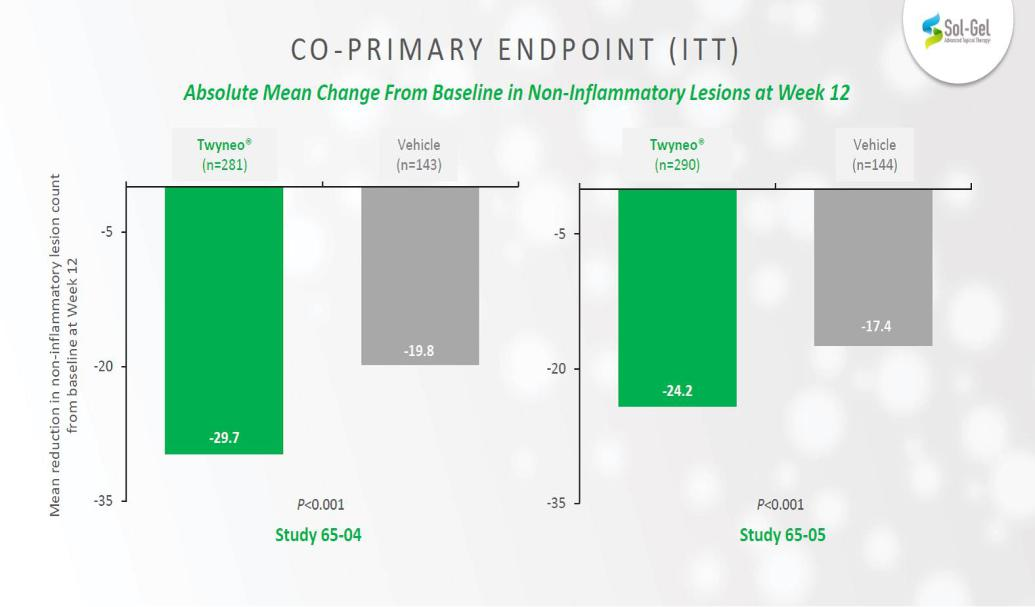 Sol-Gel
Advanced Topical Therapy
CO-PRIMARY ENDPOINT (ITT)
Absolute Mean Change From Baseline in Non-Inflammatory Lesions at Week 12
Twyneo®
(n=281)
Vehicle
(n=143)
Twyneo®
(n=290)
Vehicle
(n=144)
Mean reduction in non-inflammatory lesion count
from baseline at Week 12
-5
-20
-35
-29.7
-19.8
P<0.001
Study 65-04
-5
-20
-35
-24.2
-17.4
P<0.001
Study 65-05